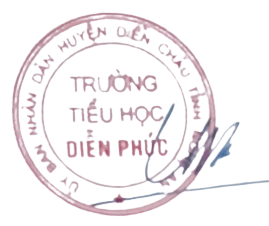 ỦY BAN NHÂN DÂN HUYỆN DIỄN CHÂU TỈNH
TRƯỜNG
TIỂU HỌC
DIỄN PHÚC